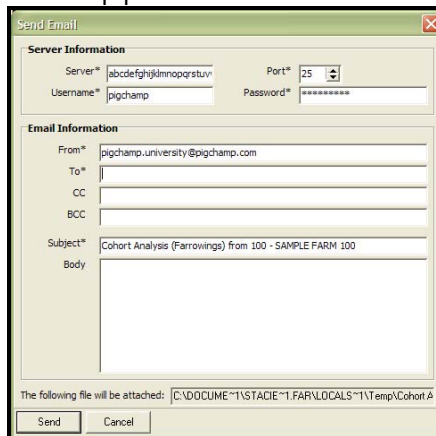 Send Email
Server Information
Server* abcdefghijklmnopqrstuv
Port* 25
Username* pigchamp
Password* *********
Email Information
From* pigchamp.university@pigchamp.com
To*
CC
BCC
Subject* Cohort Analysis (Farrowings) from 100 - SAMPLE FARM 100
Body
The following file will be attached: C:\DOCUME~1\STACIE~1.FAR\LOCALS~1\Temp\Cohort A
Send Cancel